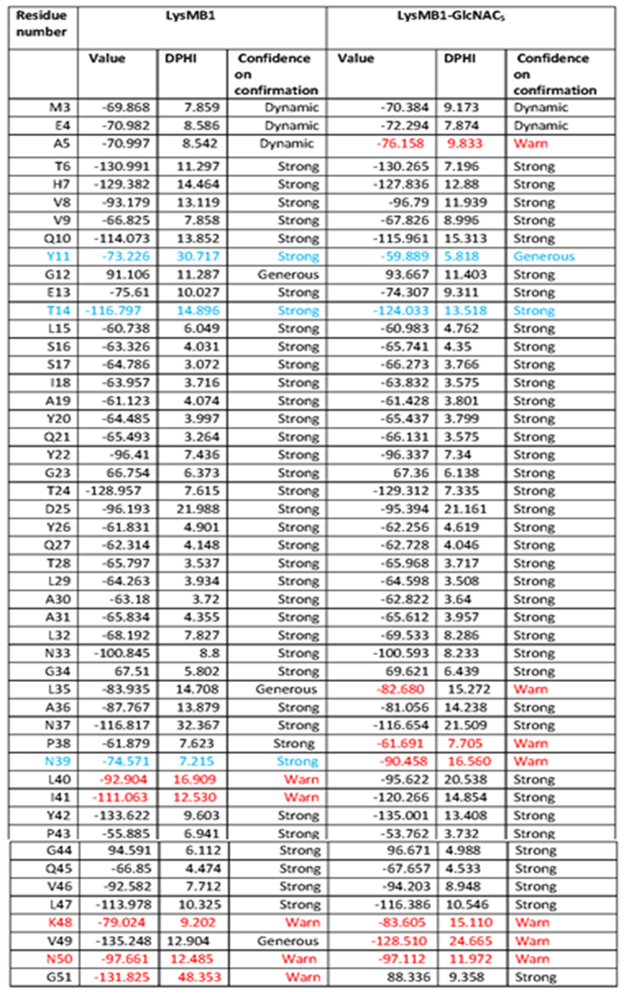 Residue number LysMB1 LysMB1-GlcNAC₅
Value DPHI Confidence on confirmation Value DPHI Confidence on confirmation
M3 -69.868 7.859 Dynamic -70.384 9.173 Dynamic
E4 -70.982 8.586 Dynamic -72.294 7.874 Dynamic
A5 -70.997 8.542 Dynamic -76.158 9.833 Warn
T6 -130.991 11.297 Strong -130.265 7.196 Strong
H7 -129.382 14.464 Strong -127.836 12.88 Strong
V8 -93.179 13.119 Strong -96.79 11.939 Strong
V9 -66.825 7.858 Strong -67.826 8.996 Strong
Q10 -114.073 13.852 Strong -115.961 15.313 Strong
Y11 -73.226 30.717 Strong -59.889 5.818 Generous
G12 91.106 11.287 Generous 93.667 11.403 Strong
E13 -75.61 10.027 Strong -74.307 9.311 Strong
T14 -116.797 14.896 Strong -124.033 13.518 Strong
L15 -60.738 6.049 Strong -60.983 4.762 Strong
S16 -63.326 4.031 Strong -65.741 4.35 Strong
S17 -64.786 3.072 Strong -66.273 3.766 Strong
I18 -63.957 3.716 Strong -63.832 3.575 Strong
A19 -61.123 4.074 Strong -61.428 3.801 Strong
Y20 -64.485 3.997 Strong -65.437 3.799 Strong
Q21 -65.493 3.264 Strong -66.131 3.575 Strong
Y22 -96.41 7.436 Strong -96.337 7.34 Strong
G23 66.754 6.373 Strong 67.36 6.138 Strong
T24 -128.957 7.615 Strong -129.312 7.335 Strong
D25 -96.193 21.988 Strong -95.394 21.161 Strong
Y26 -61.831 4.901 Strong -62.256 4.619 Strong
Q27 -62.314 4.148 Strong -62.728 4.046 Strong
T28 -65.797 3.537 Strong -65.968 3.717 Strong
L29 -64.263 3.934 Strong -64.598 3.508 Strong
A30 -63.18 3.72 Strong -62.822 3.64 Strong
A31 -65.834 4.355 Strong -65.612 3.957 Strong
L32 -68.192 7.827 Strong -69.533 8.286 Strong
N33 -100.845 8.8 Strong -100.593 8.233 Strong
G34 67.51 5.802 Strong 69.621 6.439 Strong
L35 -83.935 14.708 Generous -82.680 15.272 Warn
A36 -87.767 13.879 Strong -81.056 14.238 Strong
N37 -116.817 32.367 Strong -116.654 21.509 Strong
P38 -61.879 7.623 Strong -61.691 7.705 Warn
N39 -74.571 7.215 Strong -90.458 16.560 Warn
L40 -92.904 16.909 Warn -95.622 20.538 Strong
I41 -111.063 12.530 Warn -120.266 14.854 Strong
Y42 -133.622 9.603 Strong -135.001 13.408 Strong
P43 -55.885 6.941 Strong -53.762 3.732 Strong
G44 94.591 6.112 Strong 96.671 4.988 Strong
Q45 -66.85 4.474 Strong -67.657 4.533 Strong
V46 -92.582 7.712 Strong -94.203 8.948 Strong
L47 -113.978 10.325 Strong -116.386 10.546 Strong
K48 -79.024 9.202 Warn -83.605 15.110 Warn
V49 -135.248 12.904 Generous -128.510 24.665 Warn
N50 -97.661 12.485 Warn -97.112 11.972 Warn
G51 -131.825 48.353 Warn 88.336 9.358 Strong